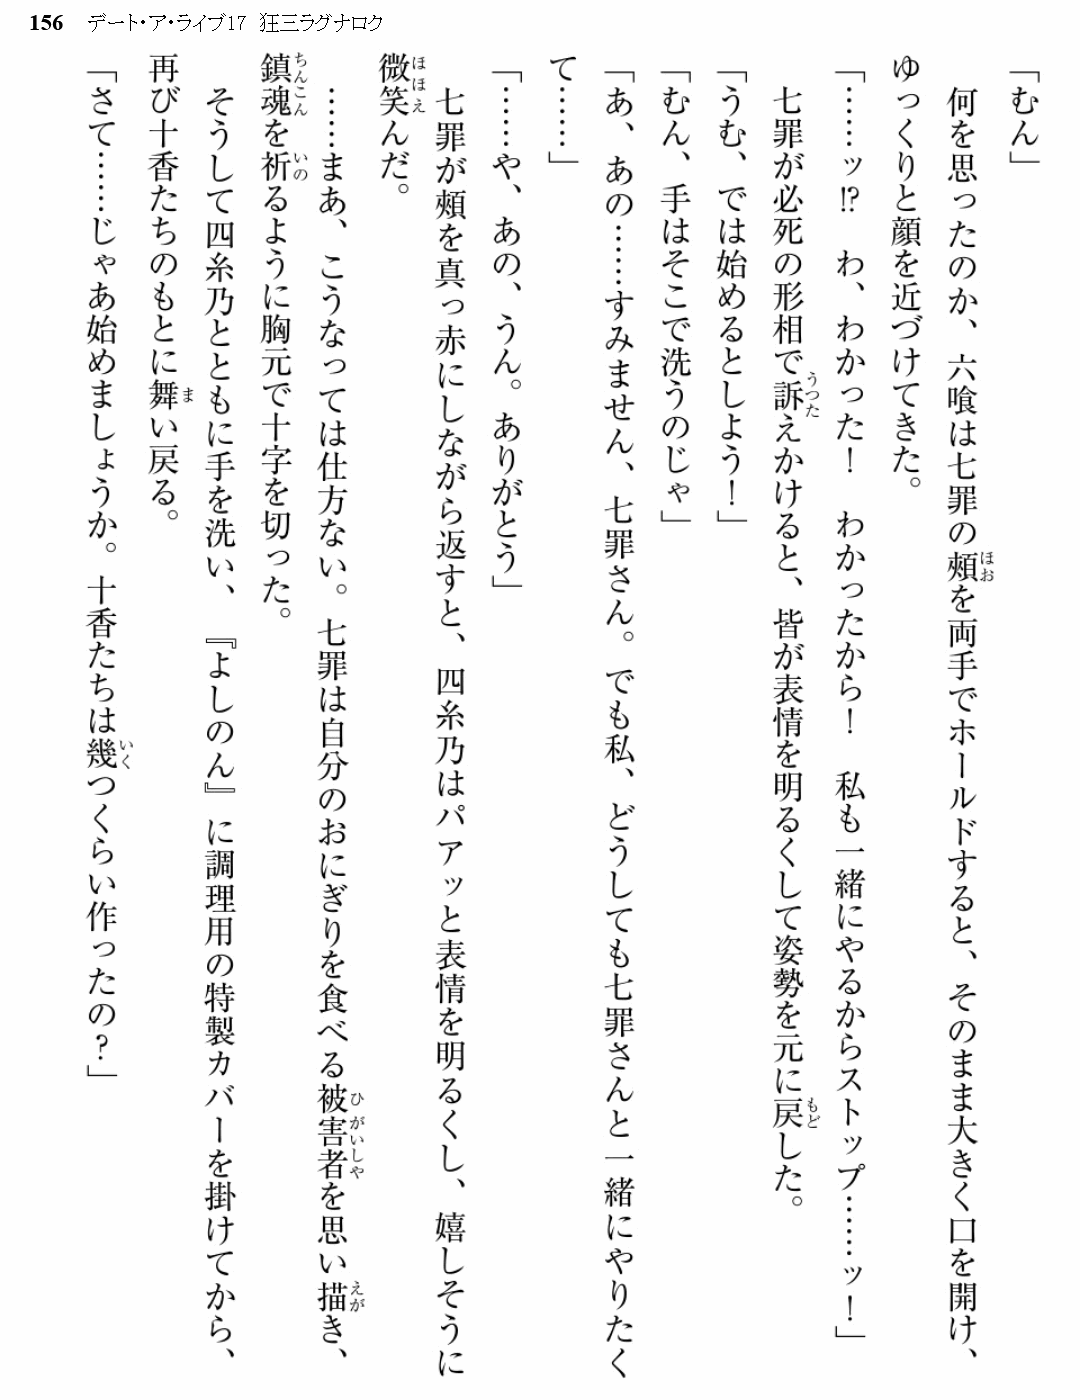 156 デート・ア・ライブ17 狂三ラグナロク
「むん」
何を思ったのか、六喰は七罪の頰を両手でホールドすると、そのまま大きく口を開け、
ゆっくりと顔を近づけてきた。
「……ッ!? わ、わかった! わかったから! 私も一緒にやるからストップ……ッ!」
七罪が必死の形相で訴えかけると、皆が表情を明るくして姿勢を元に戻した。
「うむ、では始めるとしよう!」
「むん、手はそこで洗うのじゃ」
「あ、あの……すみません、七罪さん。でも私、どうしても七罪さんと一緒にやりたく
て……」
「……や、あの、うん。ありがとう」
七罪が頰を真っ赤にしながら返すと、四糸乃はパアッと表情を明るくし、嬉しそうに
微笑んだ。
……まあ、こうなっては仕方ない。七罪は自分のおにぎりを食べる被害者を思い描き、
鎮魂を祈るように胸元で十字を切った。
そうして四糸乃とともに手を洗い、『よしのん』に調理用の特製カバーを掛けてから、
再び十香たちのもとに舞い戻る。
「さて……じゃあ始めましょうか。十香たちは幾つくらい作ったの?」